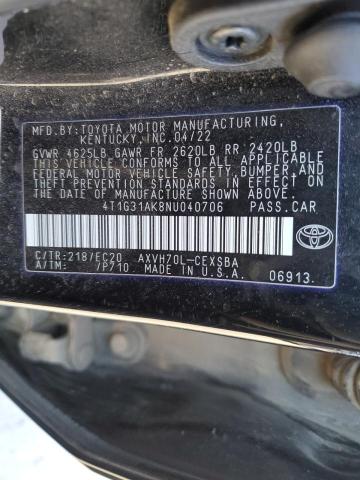 MFD.BY:TOYOTA MOTOR MANUFACTURING,
KENTUCKY,INC.04/22
GVWR 4625LB GAWR FR 2620LB RR 2420LB
THIS VEHICLE CONFORMS TO ALL APPLICABLE
FEDERAL MOTOR VEHICLE SAFETY, BUMPER, AND
THEFT PREVENTION STANDARDS IN EFFECT ON
THE DATE OF MANUFACTURE SHOWN ABOVE.
4T1G31AK8NU040706 PASS.CAR
C/TR:218/EC20 AXVH70L-CEXSBA
A/TM: /P710 MADE IN U.S.A. 06913
TOYOTA